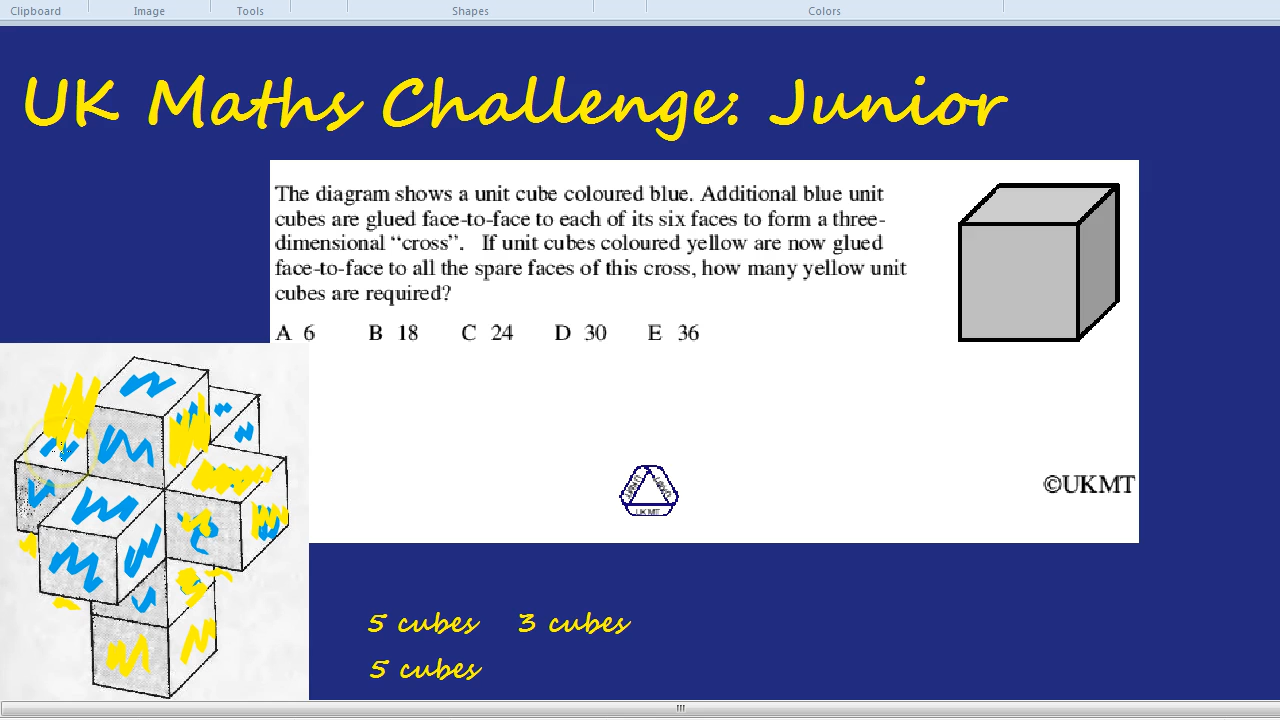 Clipboard Image Tools Shapes Colors
UK Maths Challenge: Junior
The diagram shows a unit cube coloured blue. Additional blue unit
cubes are glued face-to-face to each of its six faces to form a three-
dimensional “cross”. If unit cubes coloured yellow are now glued
face-to-face to all the spare faces of this cross, how many yellow unit
cubes are required?
A 6 B 18 C 24 D 30 E 36
UKMT UKMT UKMT
©UKMT
5 cubes 3 cubes
5 cubes